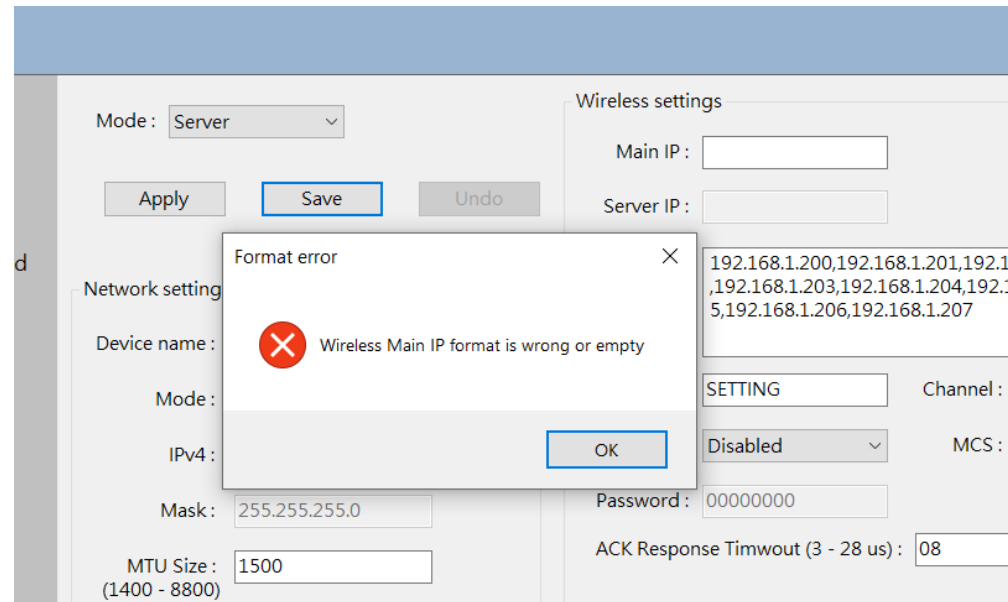 Mode : Server
Apply Save Undo
d
Wireless settings
Main IP :
Server IP :
192.168.1.200,192.168.1.201,192.1
,192.168.1.203,192.168.1.204,192.1
5,192.168.1.206,192.168.1.207
Format error
Wireless Main IP format is wrong or empty
OK
Network setting
Device name :
Mode :
IPv4 :
Mask : 255.255.255.0
MTU Size : 1500
(1400 - 8800)
SETTING
Channel :
Disabled
MCS :
Password : 00000000
ACK Response Timwout (3 - 28 us) : 08